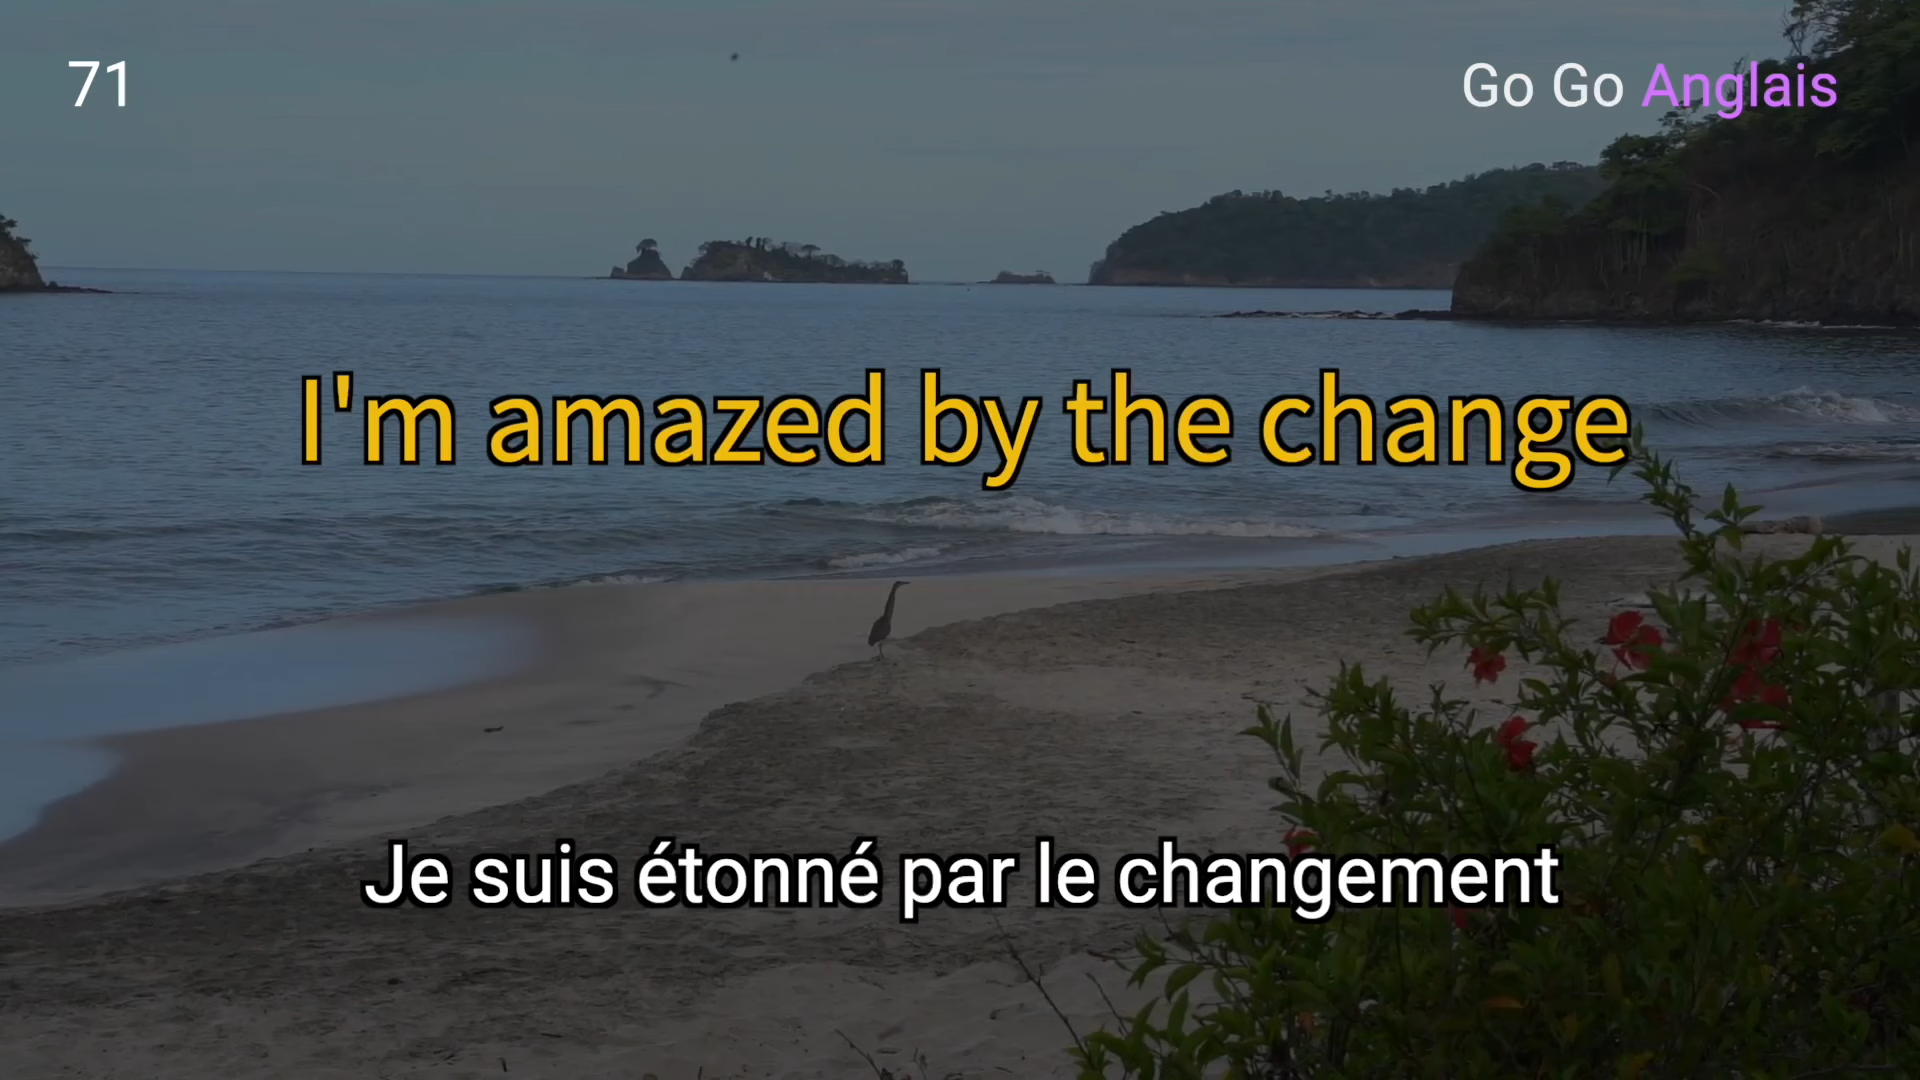 71
Go Go Anglais
I'm amazed by the change
Je suis étonné par le changement